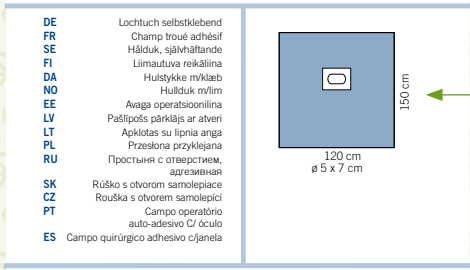 DE Lochtuch selbstklebend
FR Champ troué adhésif
SE Hålduk, självhäftande
FI Liimautuva reikäliina
DA Hulstykke m/klæb
NO Hullduk m/lim
EE Avaga operatsioonilina
LV Pašlīpošs pārklājs ar atveri
LT Apklotas su lipnia anga
PL Przesłona przyklejana
RU Простыня с отверстием,
адгезивная
SK Rúško s otvorom samolepiace
CZ Rouška s otvorem samolepící
PT Campo operatório
auto-adesivo C/ óculo
ES Campo quirúrgico adhesivo c/janela
150 cm
120 cm
ø 5 x 7 cm